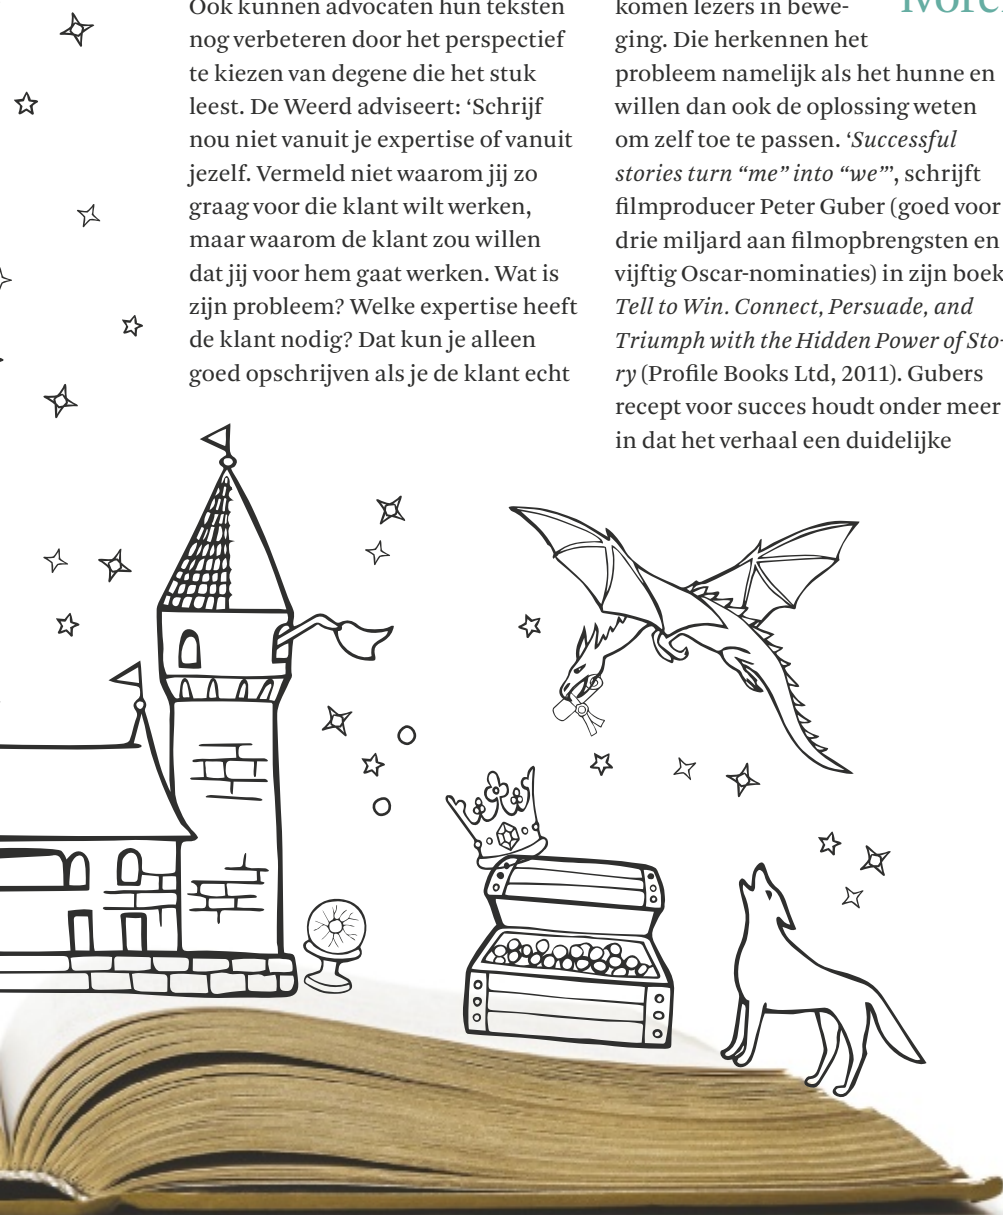 Ook kunnen advocaten hun teksten
nog verbeteren door het perspectief
te kiezen van degene die het stuk
leest. De Weerd adviseert: ‘Schrijf
nou niet vanuit je expertise of vanuit
jezelf. Vermeld niet waarom jij zo
graag voor die klant wilt werken,
maar waarom de klant zou willen
dat jij voor hem gaat werken. Wat is
zijn probleem? Welke expertise heeft
de klant nodig? Dat kun je alleen
goed opschrijven als je de klant echt
komen lezers in bewe-
ging. Die herkennen het
probleem namelijk als het hunne en
willen dan ook de oplossing weten
om zelf toe te passen. ‘Successful
stories turn “me” into “we”’, schrijft
filmproducer Peter Guber (goed voor
drie miljard aan filmopbrengsten en
vijftig Oscar-nominaties) in zijn boek
Tell to Win. Connect, Persuade, and
Triumph with the Hidden Power of Sto-
ry (Profile Books Ltd, 2011). Gubers
recept voor succes houdt onder meer
in dat het verhaal een duidelijke